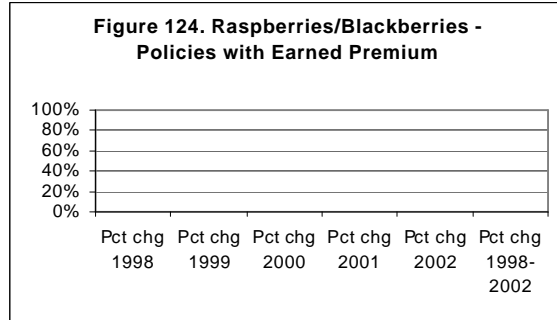 Figure 124. Raspberries/Blackberries -
Policies with Earned Premium
100%
80%
60%
40%
20%
0%
Pct chg Pct chg Pct chg Pct chg Pct chg Pct chg
1998 1999 2000 2001 2002 1998-
2002